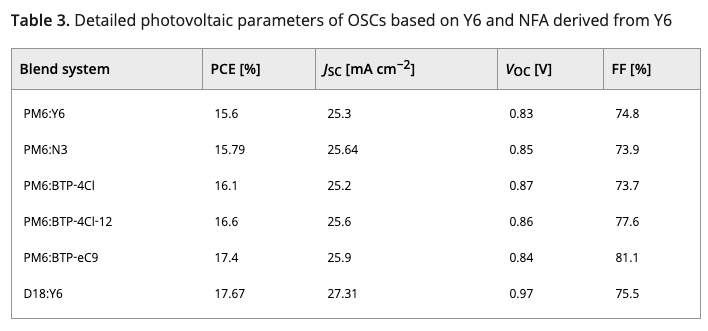 Table 3. Detailed photovoltaic parameters of OSCs based on Y6 and NFA derived from Y6
Blend system PCE [%] JSC [mA cm−2] VOC [V] FF [%]
PM6:Y6 15.6 25.3 0.83 74.8
PM6:N3 15.79 25.64 0.85 73.9
PM6:BTP-4Cl 16.1 25.2 0.87 73.7
PM6:BTP-4Cl-12 16.6 25.6 0.86 77.6
PM6:BTP-eC9 17.4 25.9 0.84 81.1
D18:Y6 17.67 27.31 0.97 75.5